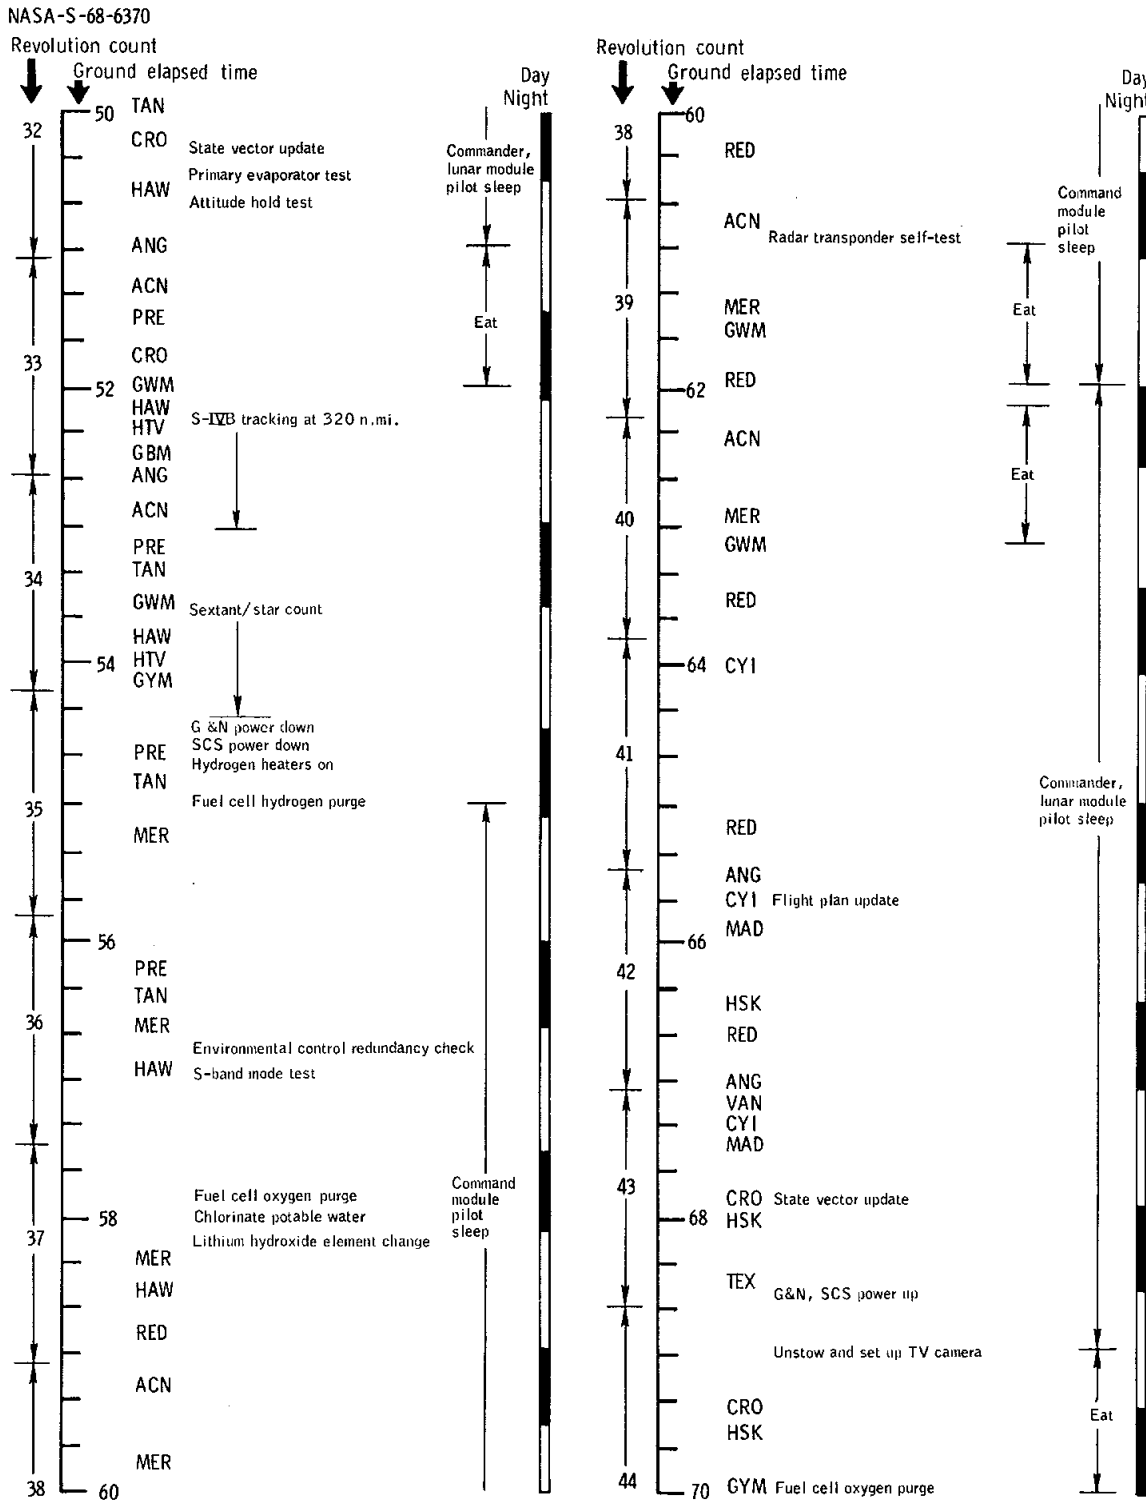 NASA-S-68-6370
Revolution count
Ground elapsed time
Day
Night
50
TAN
32
CRO
State vector update
Primary evaporator test
HAW
Attitude hold test
Commander,
lunar module
pilot sleep
ANG
ACN
PRE
Eat
33
CRO
52
GWM
HAW
HTV
S-IVB tracking at 320 n.mi.
GBM
ANG
ACN
PRE
34
TAN
GWM
Sextant/star count
HAW
54
HTV
GYM
G &N power down
SCS power down
PRE
Hydrogen heaters on
TAN
35
Fuel cell hydrogen purge
MER
56
PRE
TAN
36
MER
Environmental control redundancy check
HAW
S-band mode test
Fuel cell oxygen purge
58
Chlorinate potable water
37
Lithium hydroxide element change
Command
module
pilot
sleep
MER
HAW
RED
ACN
MER
38
60
Revolution count
Ground elapsed time
Day
Night
60
38
RED
Command
module
pilot
sleep
ACN
Radar transponder self-test
39
MER
Eat
GWM
62
RED
ACN
Eat
40
MER
GWM
RED
64
CYI
41
Commander,
lunar module
pilot sleep
RED
ANG
CYI Flight plan update
MAD
66
42
HSK
RED
ANG
VAN
CYI
MAD
43
CRO State vector update
68
HSK
TEX
G&N, SCS power up
Unstow and set up TV camera
CRO
Eat
HSK
44
70
GYM Fuel cell oxygen purge